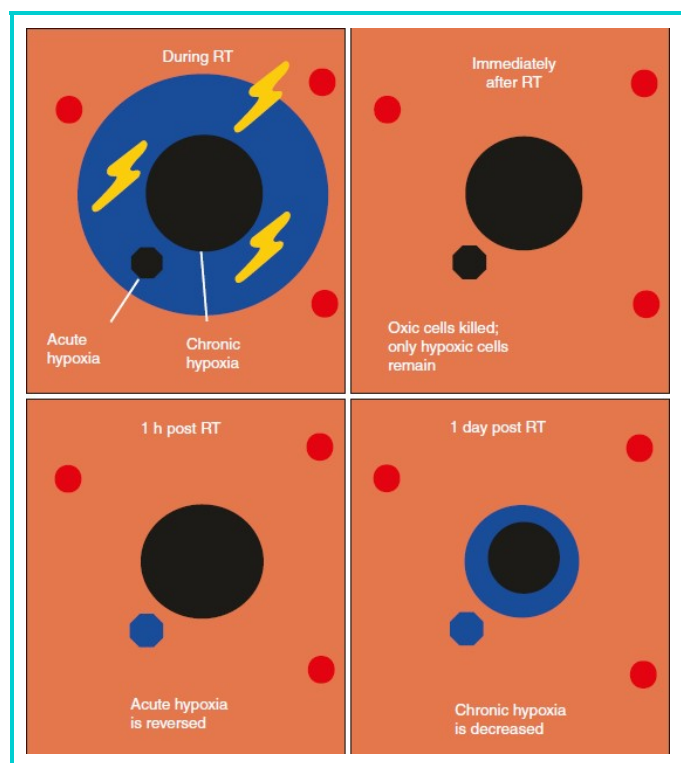 During RT
Acute
hypoxia
Chronic
hypoxia
Immediately
after RT
Oxic cells killed;
only hypoxic cells
remain
1 h post RT
Acute hypoxia
is reversed
1 day post RT
Chronic hypoxia
is decreased